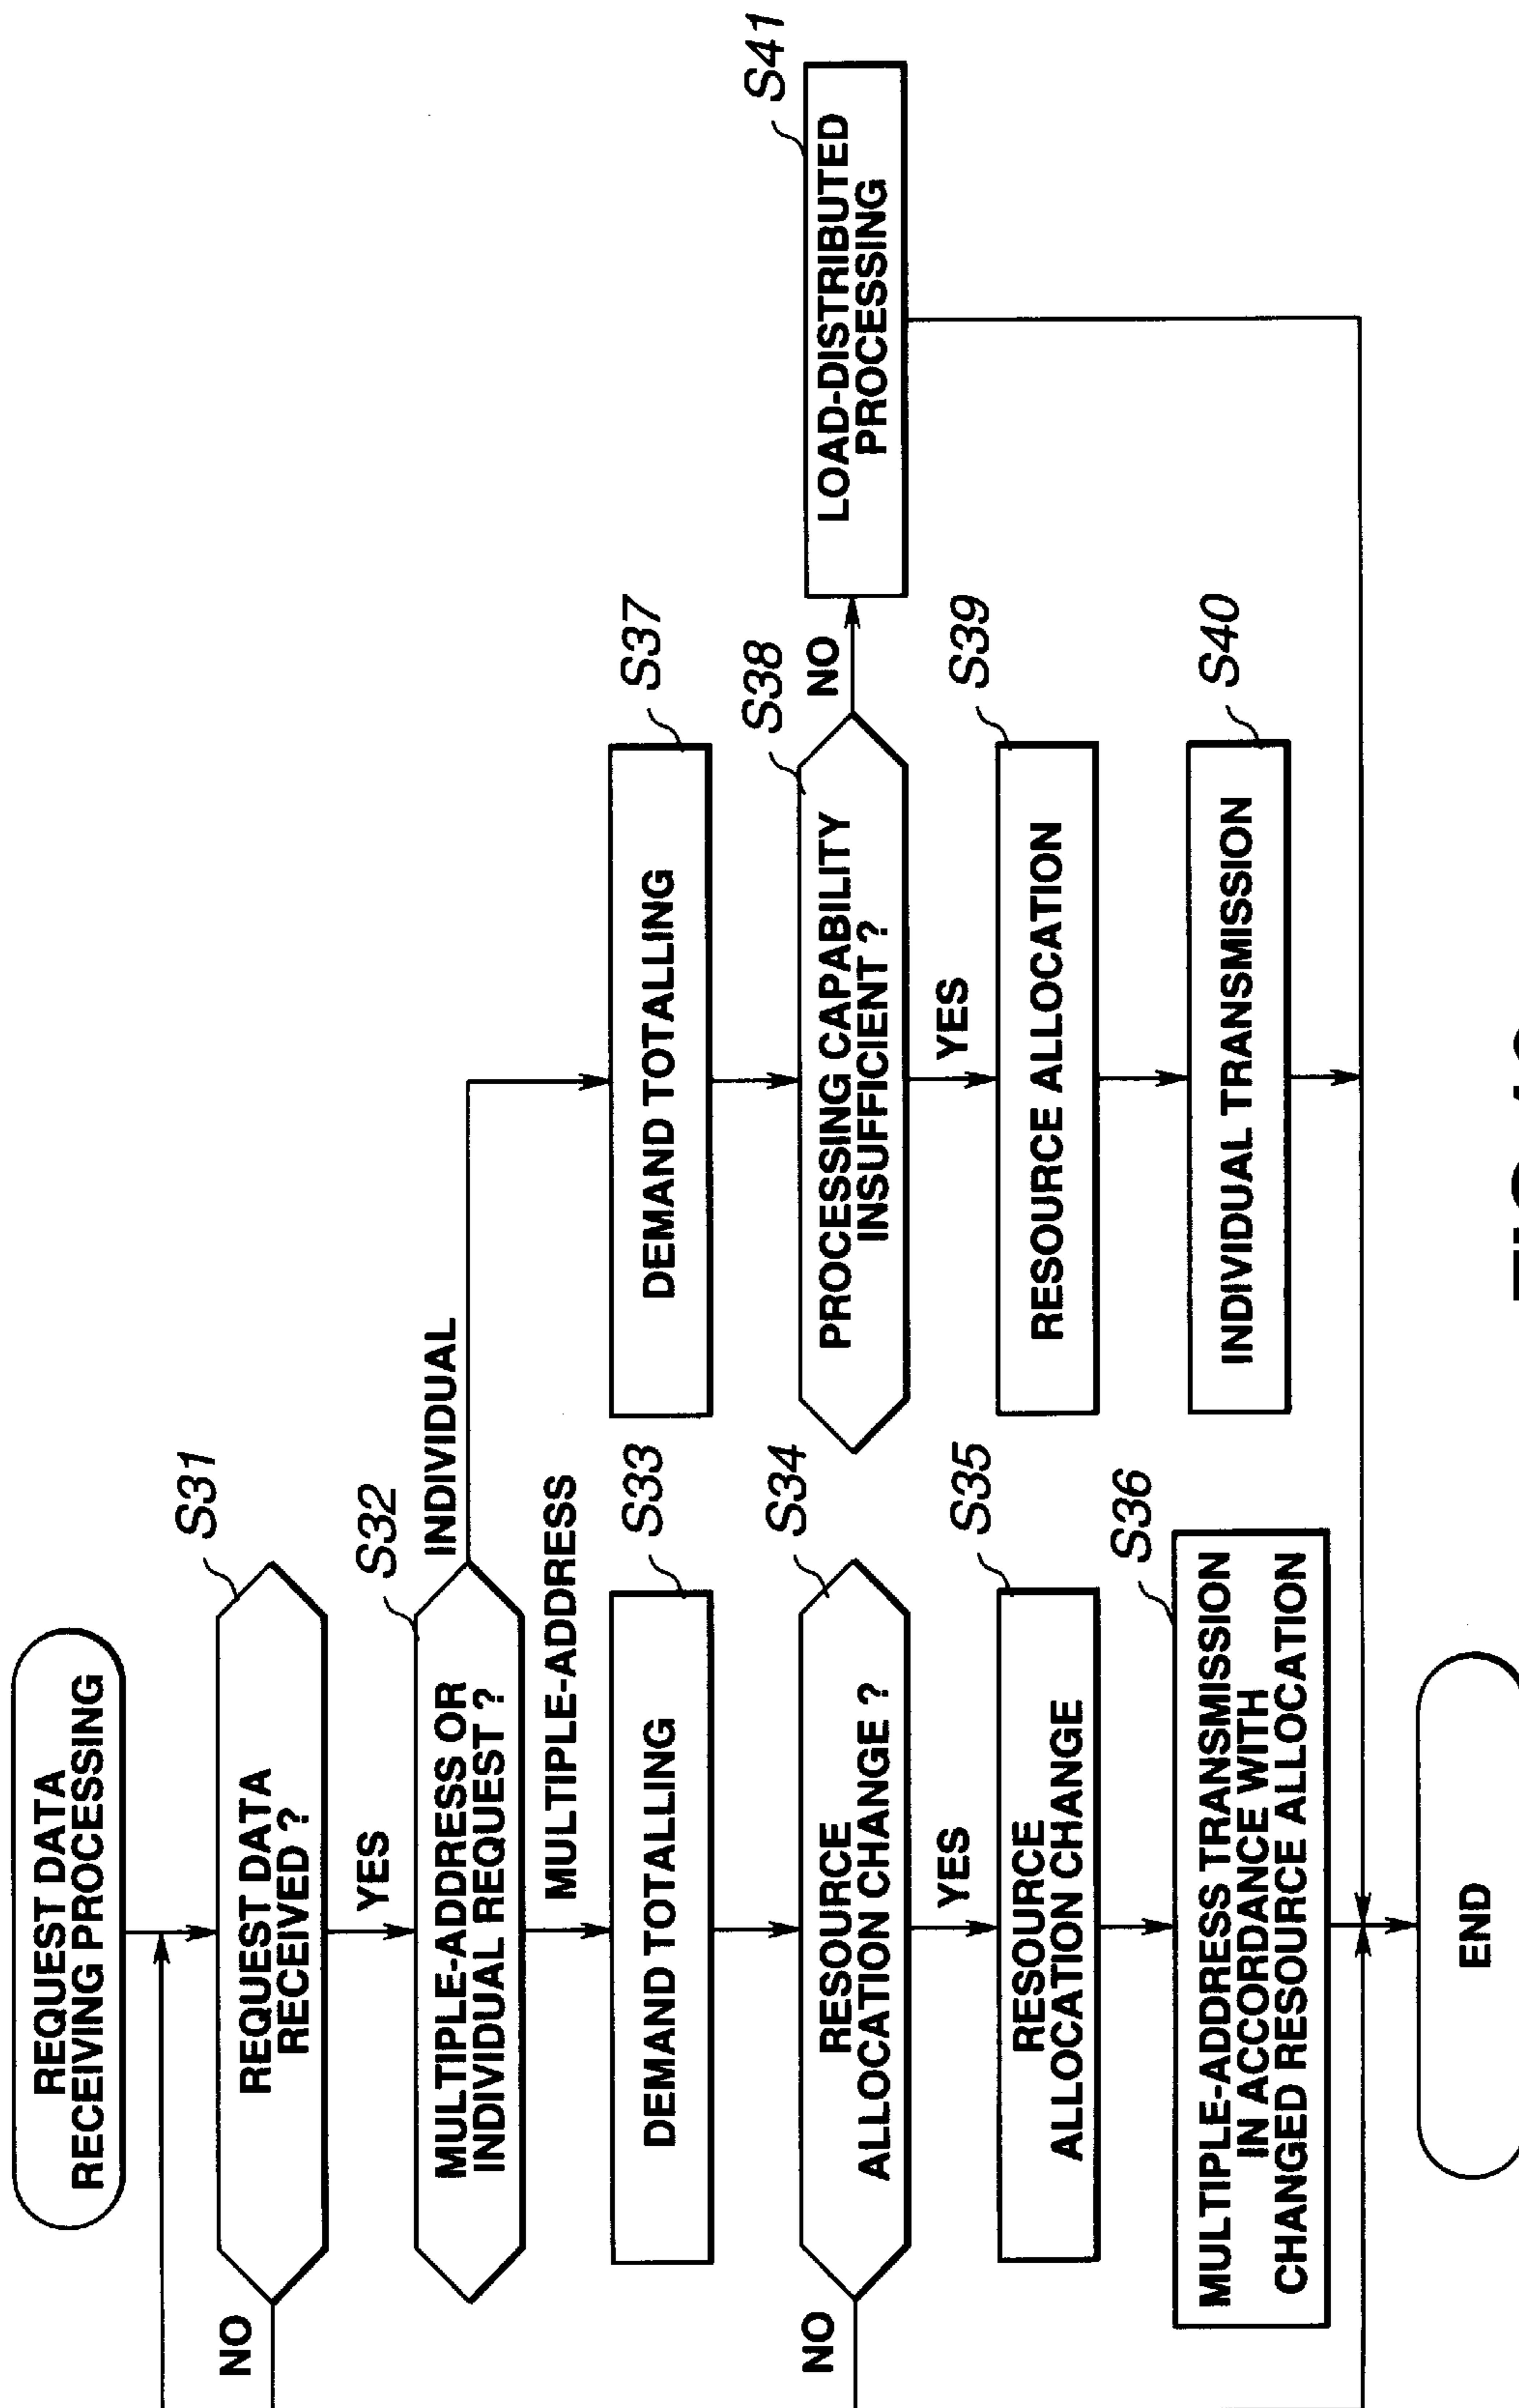 REQUEST DATA
RECEIVING PROCESSING
S31
REQUEST DATA
RECEIVED ?
NO
YES
S32
MULTIPLE-ADDRESS OR
INDIVIDUAL REQUEST ?
INDIVIDUAL
MULTIPLE-ADDRESS
S33
DEMAND TOTALLING
S34
RESOURCE
ALLOCATION CHANGE ?
NO
YES
S35
RESOURCE
ALLOCATION CHANGE
S36
MULTIPLE-ADDRESS TRANSMISSION
IN ACCORDANCE WITH
CHANGED RESOURCE ALLOCATION
S37
DEMAND TOTALLING
S38
PROCESSING CAPABILITY
INSUFFICIENT ?
NO
YES
S39
RESOURCE ALLOCATION
S40
INDIVIDUAL TRANSMISSION
S41
LOAD-DISTRIBUTED
PROCESSING
END